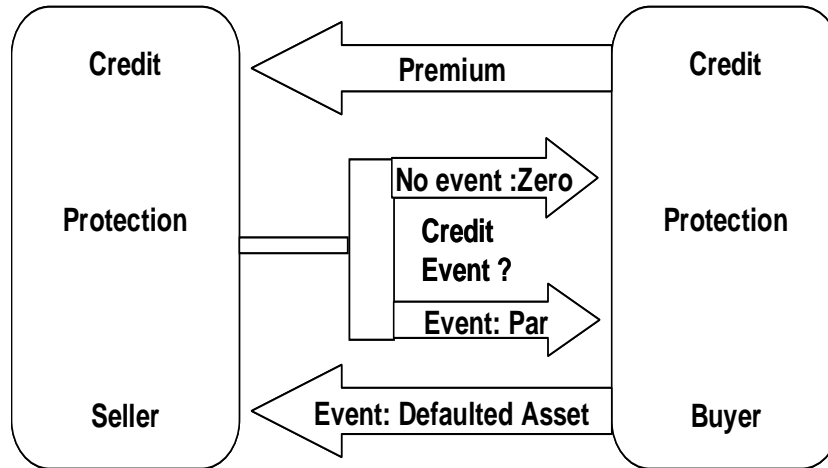 Credit
Protection
Seller
Premium
No event :Zero
Credit
Event ?
Event: Par
Event: Defaulted Asset
Credit
Protection
Buyer